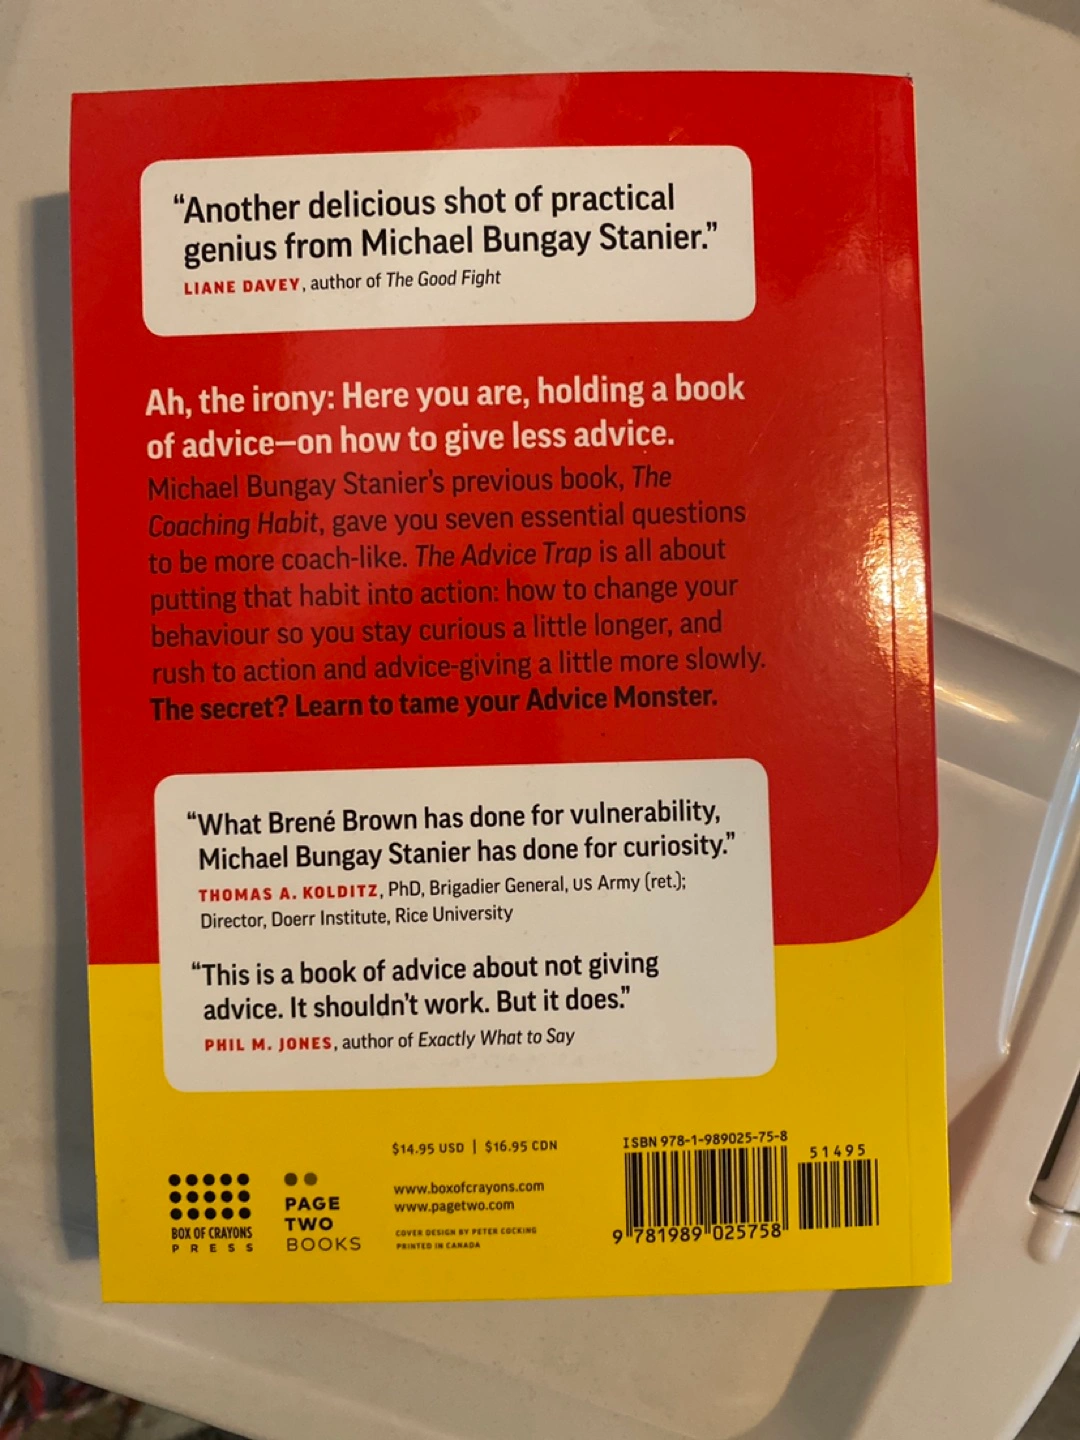 “Another delicious shot of practical
genius from Michael Bungay Stanier.”
LIANE DAVEY, author of The Good Fight
Ah, the irony: Here you are, holding a book
of advice—on how to give less advice.
Michael Bungay Stanier’s previous book, The
Coaching Habit, gave you seven essential questions
to be more coach-like. The Advice Trap is all about
putting that habit into action: how to change your
behaviour so you stay curious a little longer, and
rush to action and advice-giving a little more slowly.
The secret? Learn to tame your Advice Monster.
“What Brené Brown has done for vulnerability,
Michael Bungay Stanier has done for curiosity.”
THOMAS A. KOLDITZ, PhD, Brigadier General, US Army (ret.);
Director, Doerr Institute, Rice University
“This is a book of advice about not giving
advice. It shouldn’t work. But it does.”
PHIL M. JONES, author of Exactly What to Say
BOX OF CRAYONS
PRESS
PAGE
TWO
BOOKS
$14.95 USD | $16.95 CDN
www.boxofcrayons.com
www.pagetwo.com
COVER DESIGN BY PETER COCKING
PRINTED IN CANADA
ISBN 978-1-989025-75-8
51495
9 781989 025758